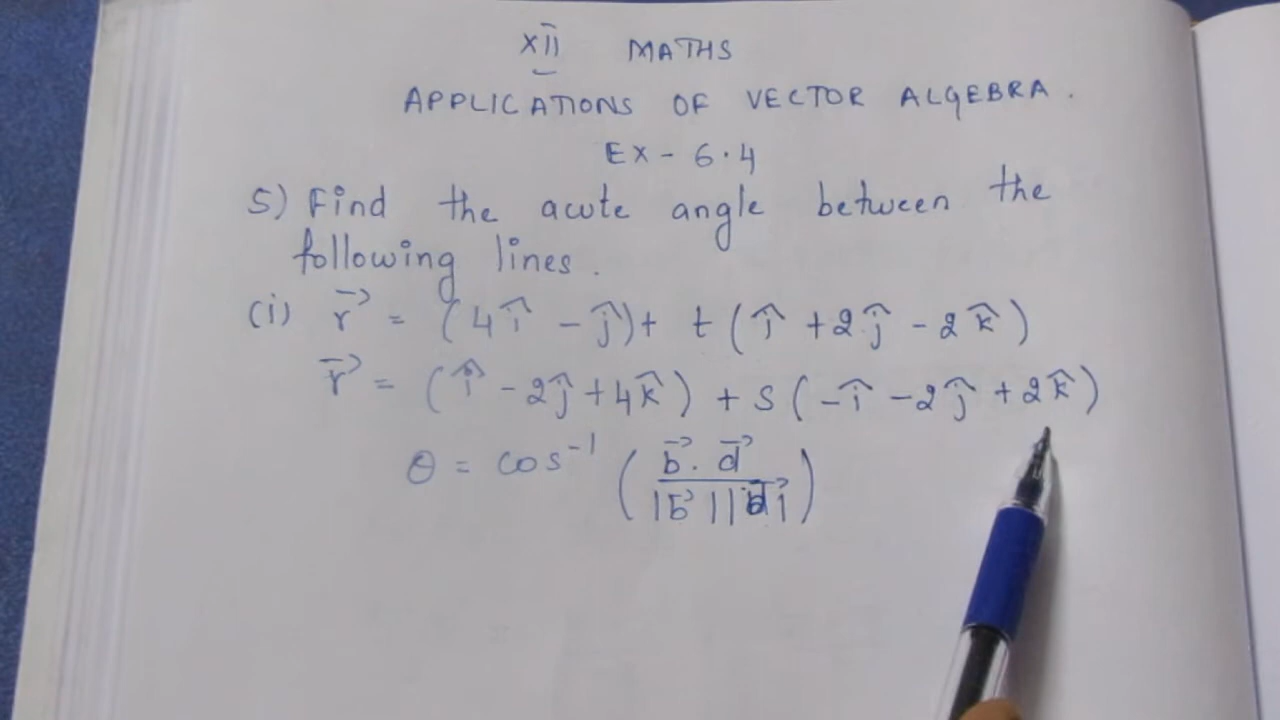 XII MATHS
APPLICATIONS OF VECTOR ALGEBRA.
EX - 6.4
5) Find the acute angle between the
following lines.
(i) r⃗ = (4î - ĵ) + t (î + 2ĵ - 2k̂)
r⃗ = (î - 2ĵ + 4k̂) + s (-î - 2ĵ + 2k̂)
θ = cos⁻¹ ( b⃗ . d⃗ / |b⃗| |d⃗| )